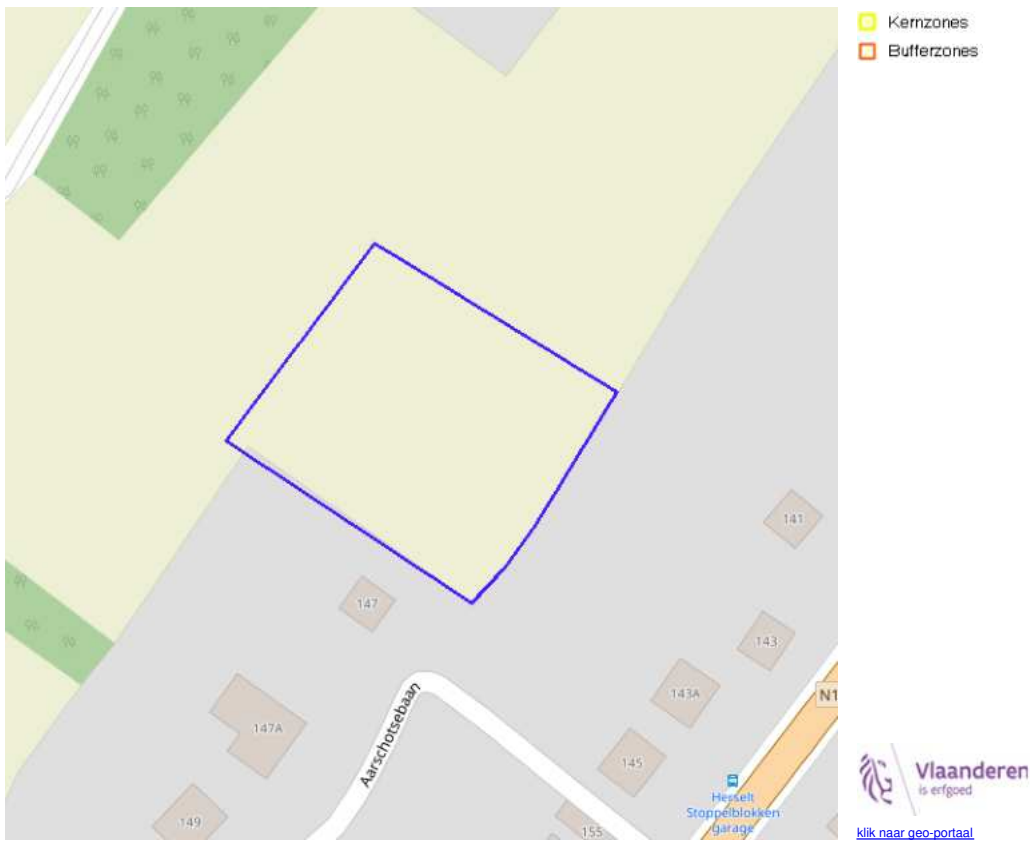 Kernzones
Bufferzones
141
147
143
N1
143A
147A
Aarschotsebaan
145
Hesselt
Stoppelblokken
garage
149
155
Vlaanderen
is erfgoed
klik naar geo-portaal